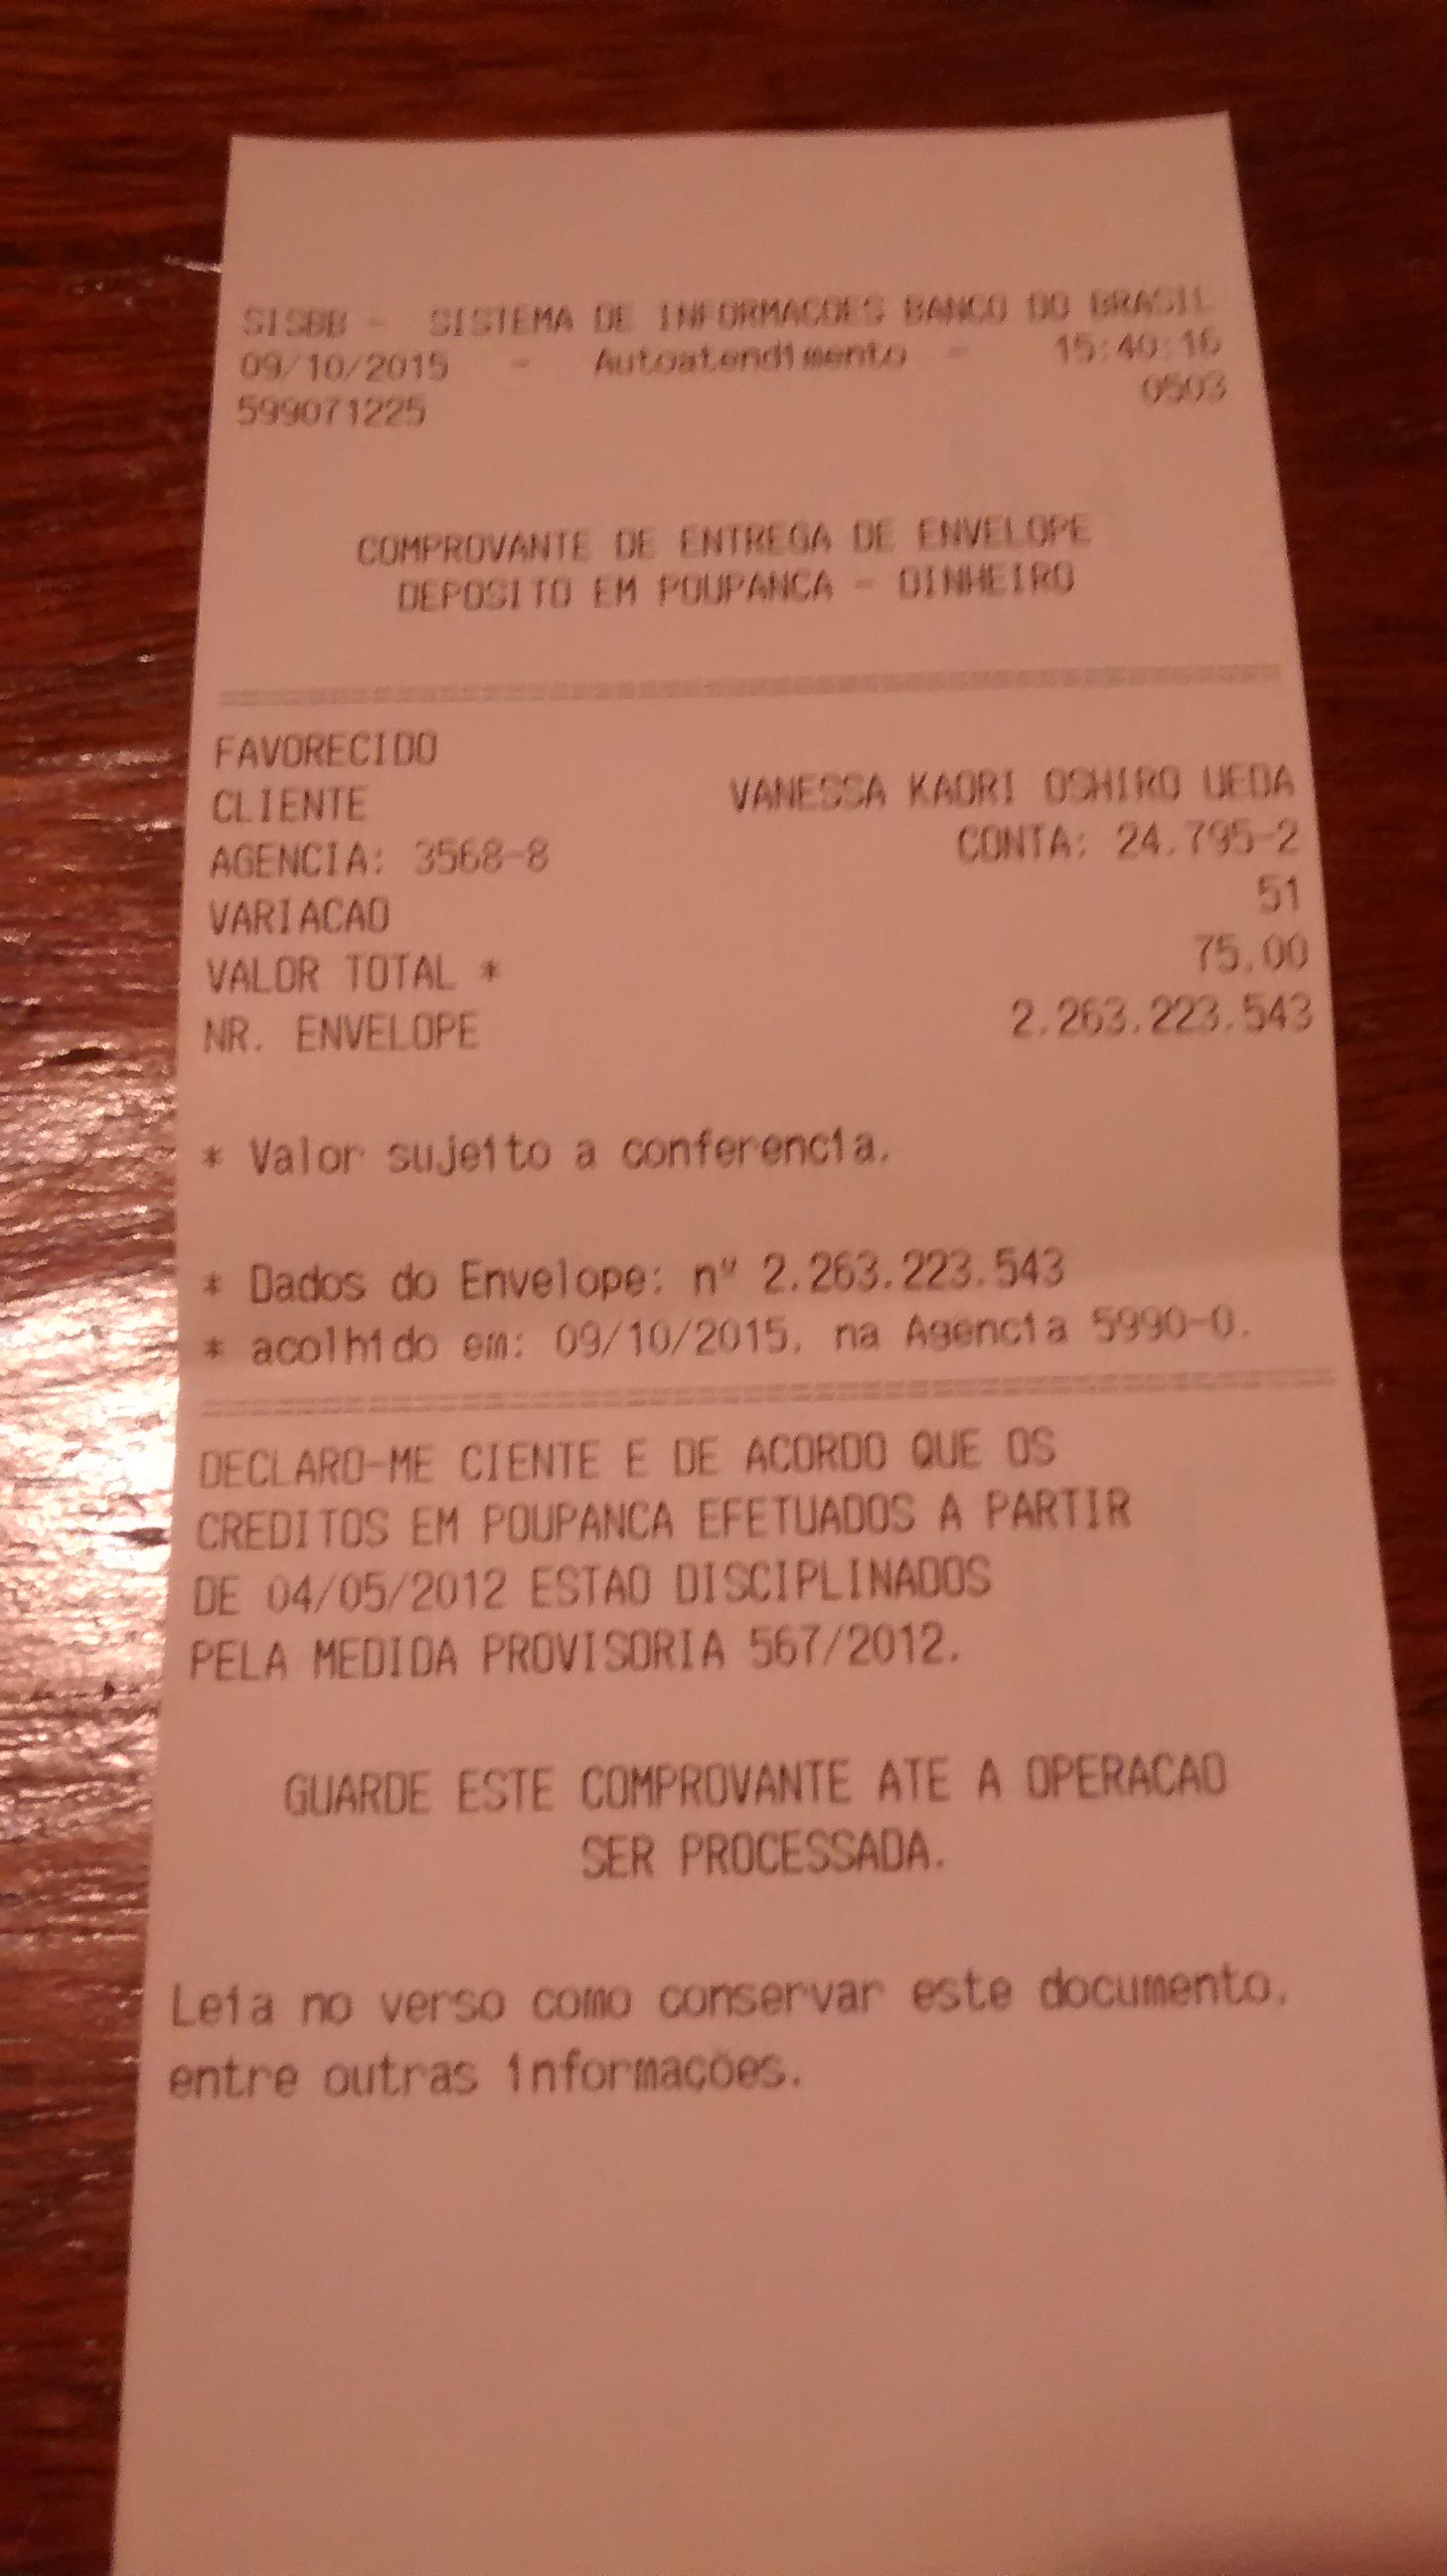 SISBB - SISTEMA DE INFORMACOES BANCO DO BRASIL
09/10/2015 - Autoatendimento - 15:40:16
599071225 0503
COMPROVANTE DE ENTREGA DE ENVELOPE
DEPOSITO EM POUPANCA - DINHEIRO
FAVORECIDO
CLIENTE VANESSA KAORI OSHIRO UEDA
AGENCIA: 3568-8 CONTA: 24.795-2
VARIACAO 51
VALOR TOTAL * 75,00
NR. ENVELOPE 2.263.223.543
* Valor sujeito a conferencia.
* Dados do Envelope: nº 2.263.223.543
* acolhido em: 09/10/2015, na Agencia 5990-0.
DECLARO-ME CIENTE E DE ACORDO QUE OS
CREDITOS EM POUPANCA EFETUADOS A PARTIR
DE 04/05/2012 ESTAO DISCIPLINADOS
PELA MEDIDA PROVISORIA 567/2012.
GUARDE ESTE COMPROVANTE ATE A OPERACAO
SER PROCESSADA.
Leia no verso como conservar este documento,
entre outras informações.